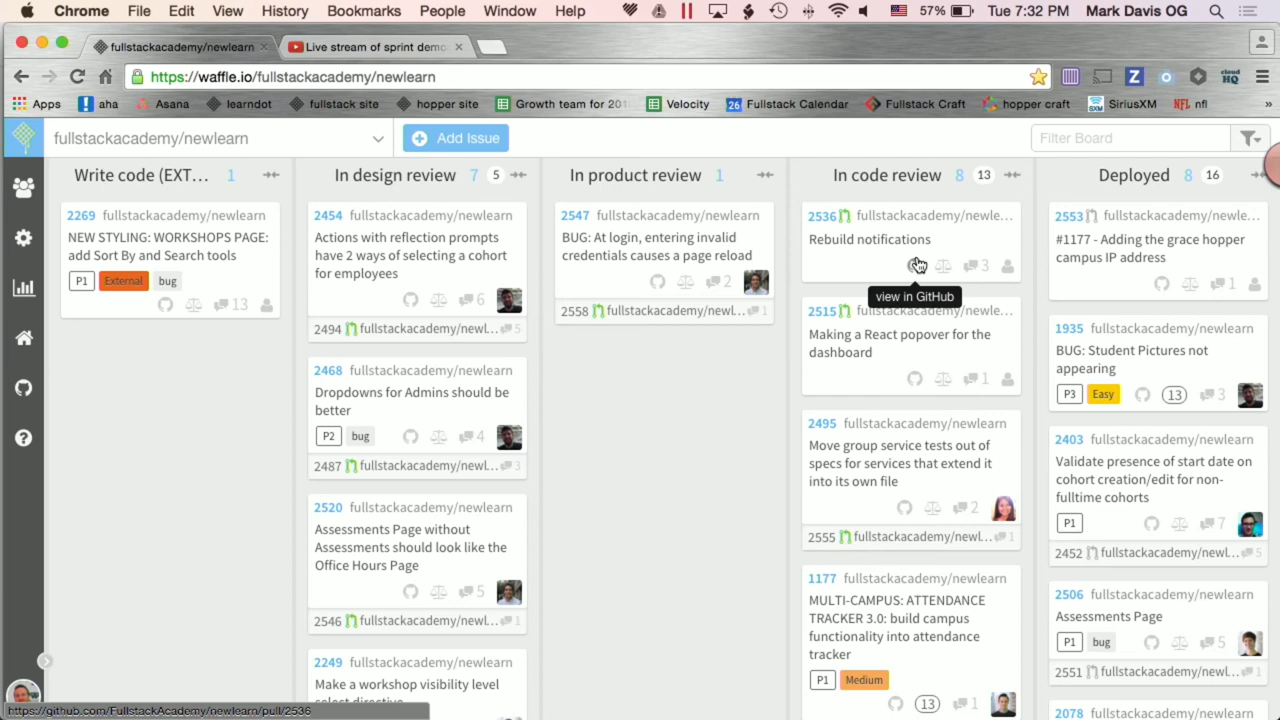 Chrome File Edit View History Bookmarks People Window Help 57% Tue 7:32 PM Mark Davis OG
fullstackacademy/newlearn × Live stream of sprint demo ×
https://waffle.io/fullstackacademy/newlearn
Apps aha Asana learndot fullstack site hopper site Growth team for 201 Velocity 26 Fullstack Calendar Fullstack Craft hopper craft SiriusXM nfl »
fullstackacademy/newlearn Add Issue Filter Board
Write code (EXT... 1
2269 fullstackacademy/newlearn
NEW STYLING: WORKSHOPS PAGE:
add Sort By and Search tools
P1 External bug
13
In design review 7 5
2454 fullstackacademy/newlearn
Actions with reflection prompts
have 2 ways of selecting a cohort
for employees
6
2494 fullstackacademy/newl... 5
2468 fullstackacademy/newlearn
Dropdowns for Admins should be
better
P2 bug 4
2487 fullstackacademy/newl... 3
2520 fullstackacademy/newlearn
Assessments Page without
Assessments should look like the
Office Hours Page
5
2546 fullstackacademy/newl... 1
2249 fullstackacademy/newlearn
Make a workshop visibility level
select directive
In product review 1
2547 fullstackacademy/newlearn
BUG: At login, entering invalid
credentials causes a page reload
2
2558 fullstackacademy/newl... 1
In code review 8 13
2536 fullstackacademy/newle...
Rebuild notifications
3
view in GitHub
2515 fullstackacademy/newle...
Making a React popover for the
dashboard
1
2495 fullstackacademy/newlearn
Move group service tests out of
specs for services that extend it
into its own file
2
2555 fullstackacademy/newl... 1
1177 fullstackacademy/newlearn
MULTI-CAMPUS: ATTENDANCE
TRACKER 3.0: build campus
functionality into attendance
tracker
P1 Medium
13 1
Deployed 8 16
2553 fullstackacademy/newle...
#1177 - Adding the grace hopper
campus IP address
1
1935 fullstackacademy/newlearn
BUG: Student Pictures not
appearing
P3 Easy 13 3
2403 fullstackacademy/newlearn
Validate presence of start date on
cohort creation/edit for non-
fulltime cohorts
P1 7
2452 fullstackacademy/newl... 5
2506 fullstackacademy/newlearn
Assessments Page
P1 bug 5
2551 fullstackacademy/newl... 1
2078 fullstackacademy/newlearn
https://github.com/FullstackAcademy/newlearn/pull/2536